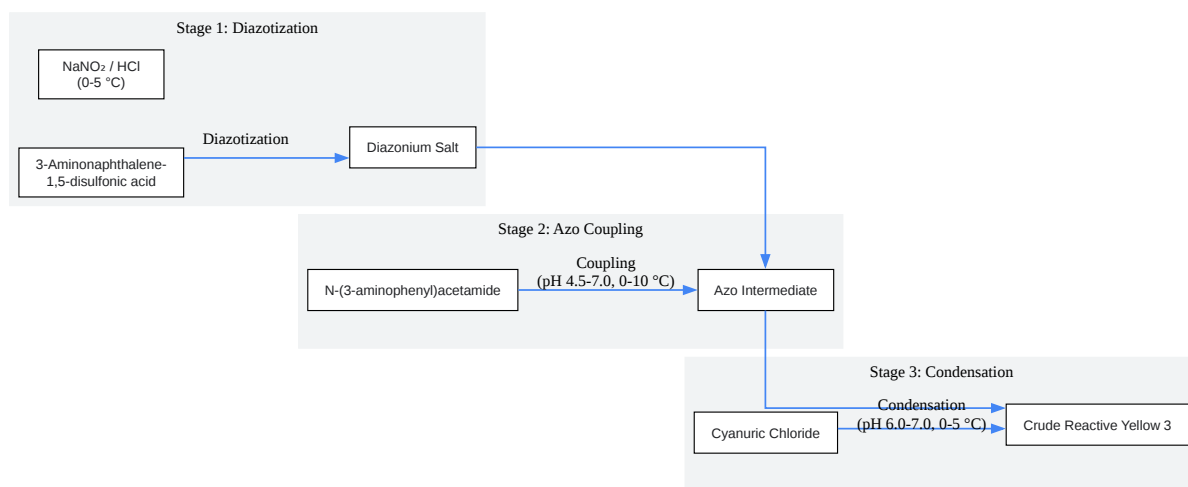 Stage 1: Diazotization
NaNO₂ / HCl
(0-5 °C)
Diazotization
3-Aminonaphthalene-
1,5-disulfonic acid
Diazonium Salt
Stage 2: Azo Coupling
Coupling
(pH 4.5-7.0, 0-10 °C)
N-(3-aminophenyl)acetamide
Azo Intermediate
Stage 3: Condensation
Condensation
(pH 6.0-7.0, 0-5 °C)
Cyanuric Chloride
Crude Reactive Yellow 3